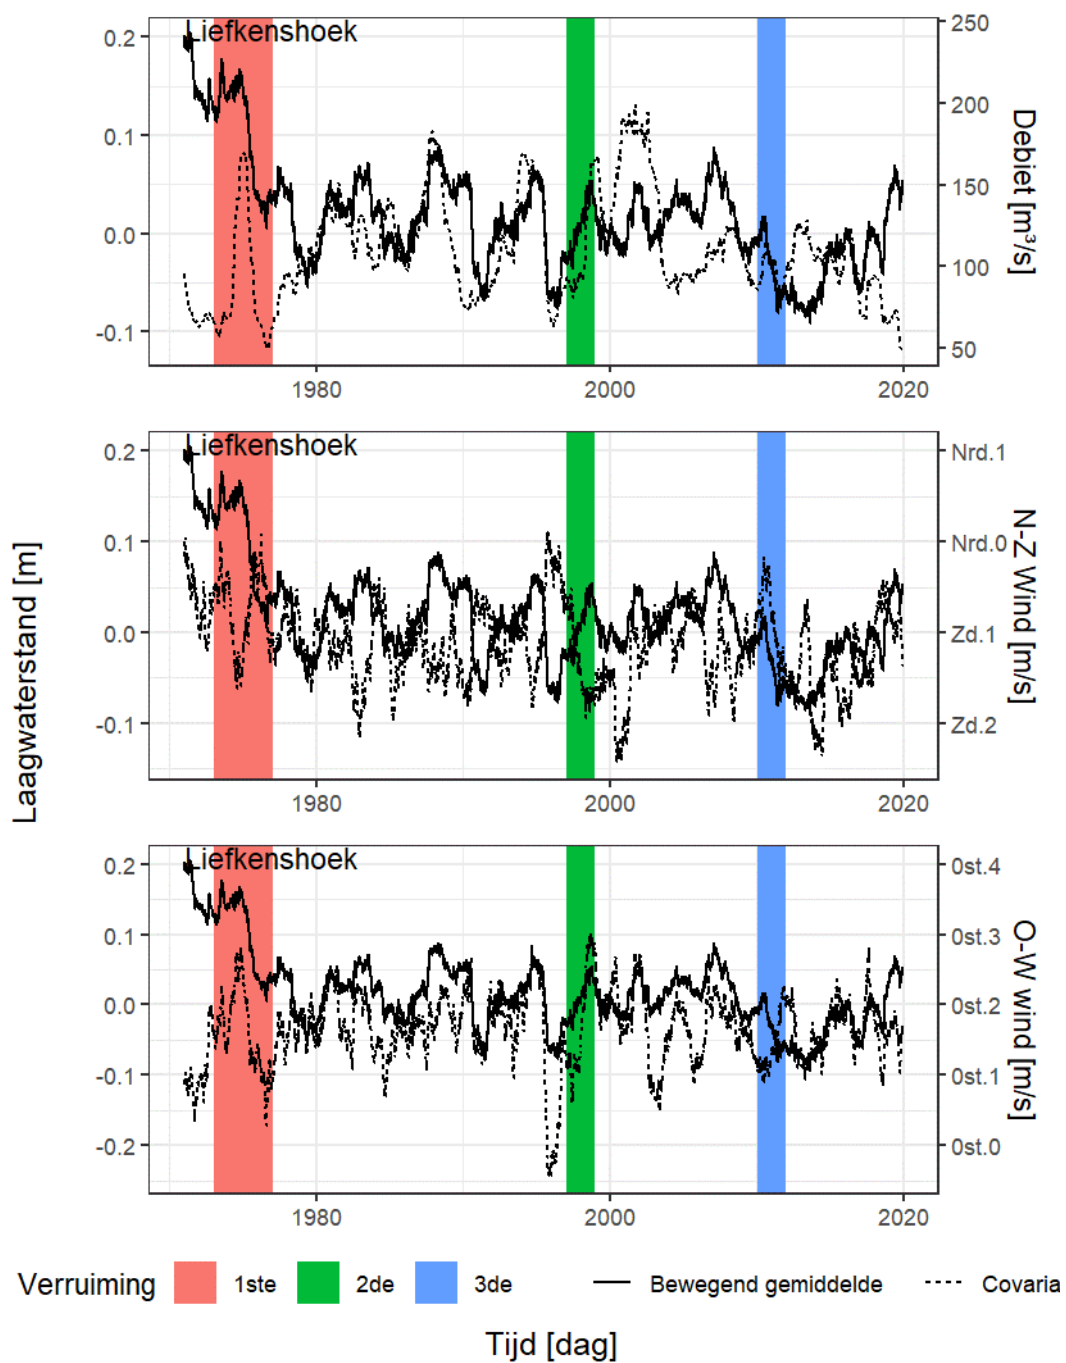 Liefkenshoek
0.2
0.1
0.0
-0.1
250
200
150
100
50
Debiet [m³/s]
1980 2000 2020
Liefkenshoek
0.2
0.1
0.0
-0.1
Nrd.1
Nrd.0
Zd.1
Zd.2
N-Z Wind [m/s]
1980 2000 2020
Laagwaterstand [m]
Liefkenshoek
0.2
0.1
0.0
-0.1
-0.2
0st.4
0st.3
0st.2
0st.1
0st.0
O-W wind [m/s]
1980 2000 2020
Verruiming 1ste 2de 3de Bewegend gemiddelde Covaria
Tijd [dag]